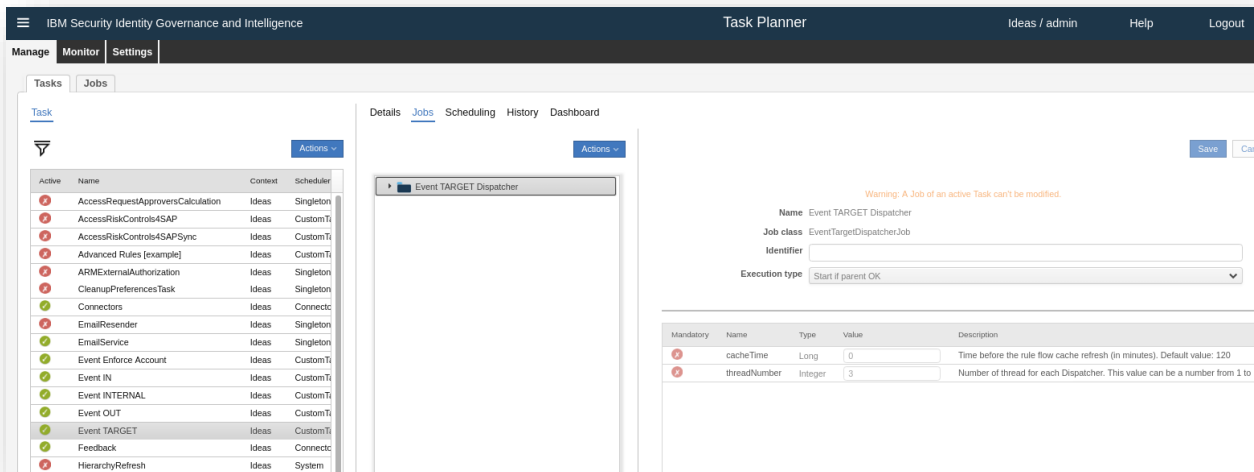 IBM Security Identity Governance and Intelligence Task Planner Ideas / admin Help Logout
Manage Monitor Settings
Tasks Jobs
Task
Details Jobs Scheduling History Dashboard
Actions
Actions
Save
Active Name Context Scheduler
AccessRequestApproversCalculation Ideas Singleton
AccessRiskControls4SAP Ideas
AccessRiskControls4SAPSync Ideas
Advanced Rules [example] Ideas
ARMExternalAuthorization Ideas Singleton
CleanupPreferencesTask Ideas Singleton
Connectors Ideas
EmailResender Ideas Singleton
EmailService Ideas Singleton
Event Enforce Account Ideas
Event IN Ideas
Event INTERNAL Ideas
Event OUT Ideas
Event TARGET Ideas
Feedback Ideas
HierarchyRefresh Ideas System
Event TARGET Dispatcher
Warning: A Job of an active Task can't be modified.
Name Event TARGET Dispatcher
Job class EventTargetDispatcherJob
Identifier
Execution type Start if parent OK
Mandatory Name Type Value Description
cacheTime Long 0 Time before the rule flow cache refresh (in minutes). Default value: 120
threadNumber Integer 3 Number of thread for each Dispatcher. This value can be a number from 1 to